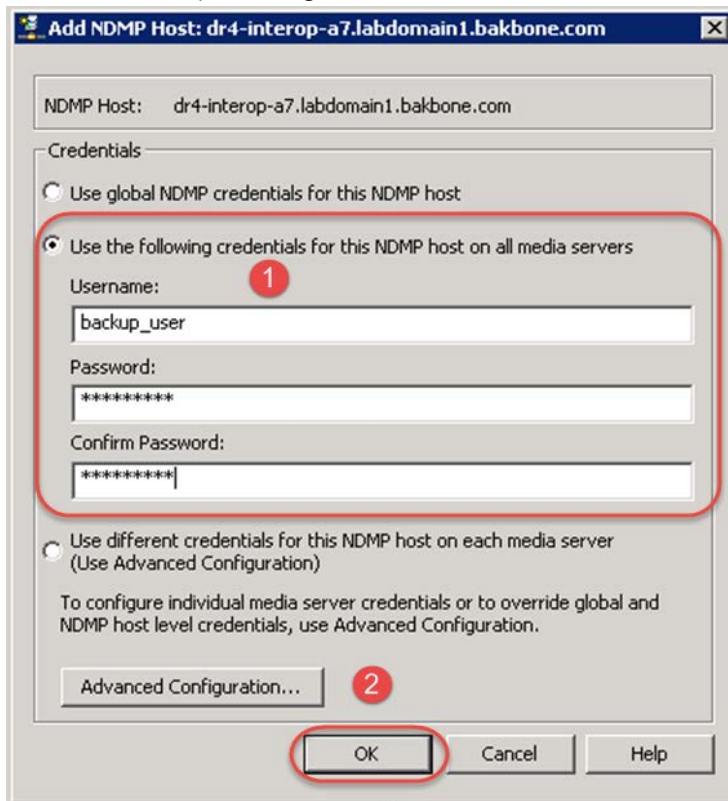 Add NDMP Host: dr4-interop-a7.labdomain1.bakbone.com
NDMP Host: dr4-interop-a7.labdomain1.bakbone.com
Credentials
Use global NDMP credentials for this NDMP host
Use the following credentials for this NDMP host on all media servers
1
Username:
backup_user
Password:
*********
Confirm Password:
*********
Use different credentials for this NDMP host on each media server
(Use Advanced Configuration)
To configure individual media server credentials or to override global and
NDMP host level credentials, use Advanced Configuration.
Advanced Configuration... 2
OK Cancel Help